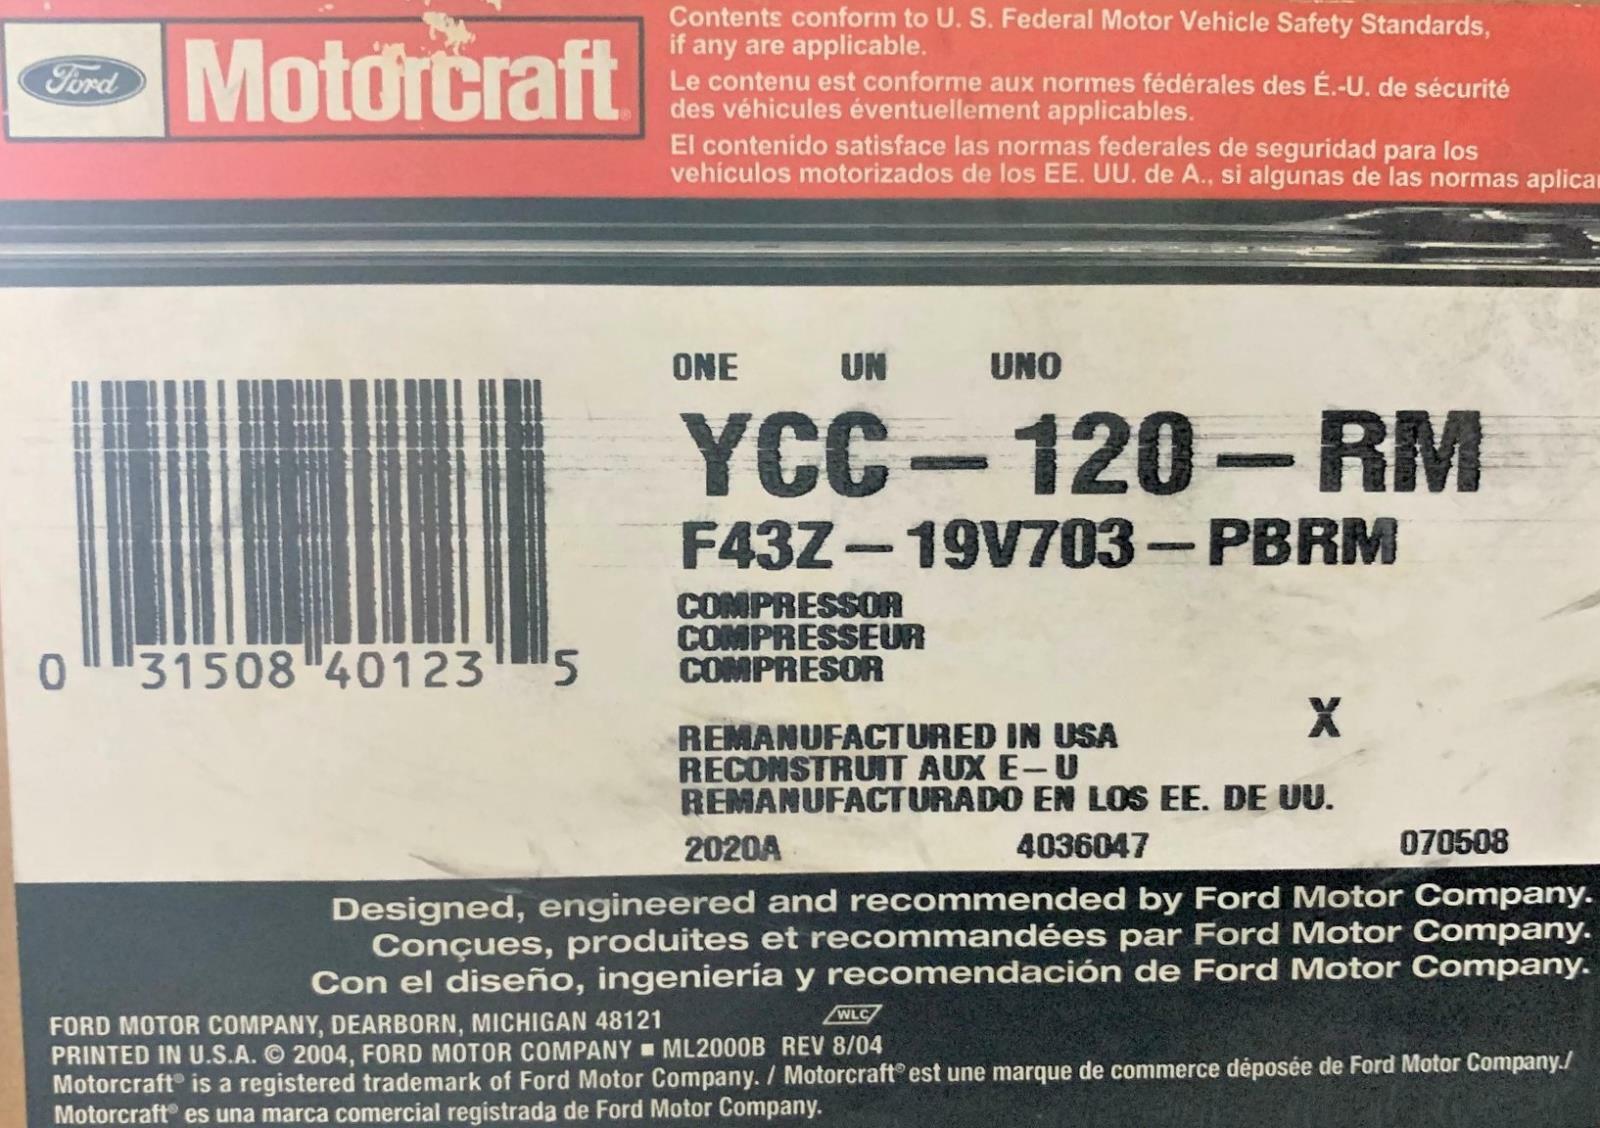 Ford
Motorcraft®
Contents conform to U. S. Federal Motor Vehicle Safety Standards,
if any are applicable.
Le contenu est conforme aux normes fédérales des É.-U. de sécurité
des véhicules éventuellement applicables.
El contenido satisface las normas federales de seguridad para los
vehículos motorizados de los EE. UU. de A., si algunas de las normas aplica
ONE UN UNO
YCC-120-RM
F43Z-19V703-PBRM
COMPRESSOR
COMPRESSEUR
COMPRESOR
0 31508 40123 5
X
REMANUFACTURED IN USA
RECONSTRUIT AUX E-U
REMANUFACTURADO EN LOS EE. DE UU.
2020A 4036047 070508
Designed, engineered and recommended by Ford Motor Company.
Conçues, produites et recommandées par Ford Motor Company.
Con el diseño, ingeniería y recomendación de Ford Motor Company.
FORD MOTOR COMPANY, DEARBORN, MICHIGAN 48121 WLC
PRINTED IN U.S.A. © 2004, FORD MOTOR COMPANY ■ ML2000B REV 8/04
Motorcraft® is a registered trademark of Ford Motor Company. / Motorcraft® est une marque de commerce déposée de Ford Motor Company./
Motorcraft® es una marca comercial registrada de Ford Motor Company.